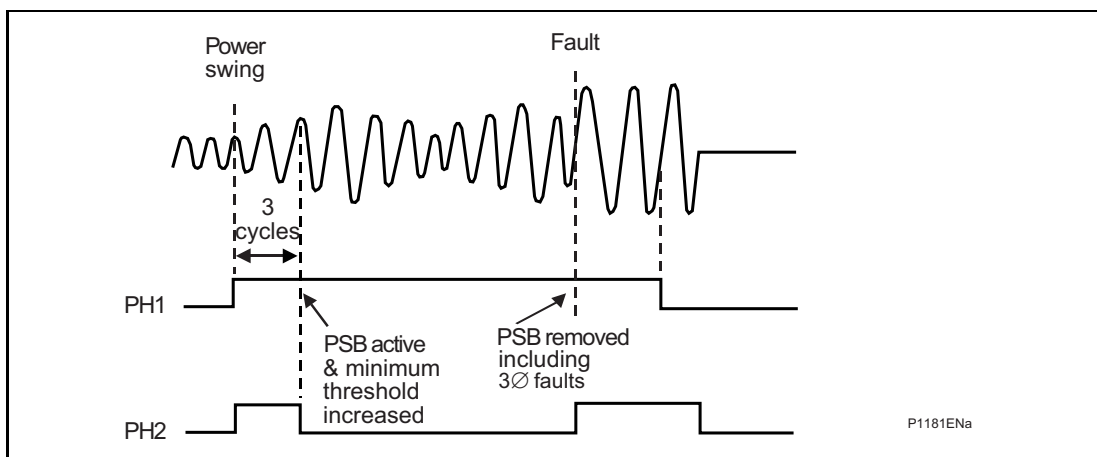 Power
swing
Fault
3
cycles
PH1
PSB active
& minimum
threshold
increased
PSB removed
including
3∅ faults
PH2
P1181ENa